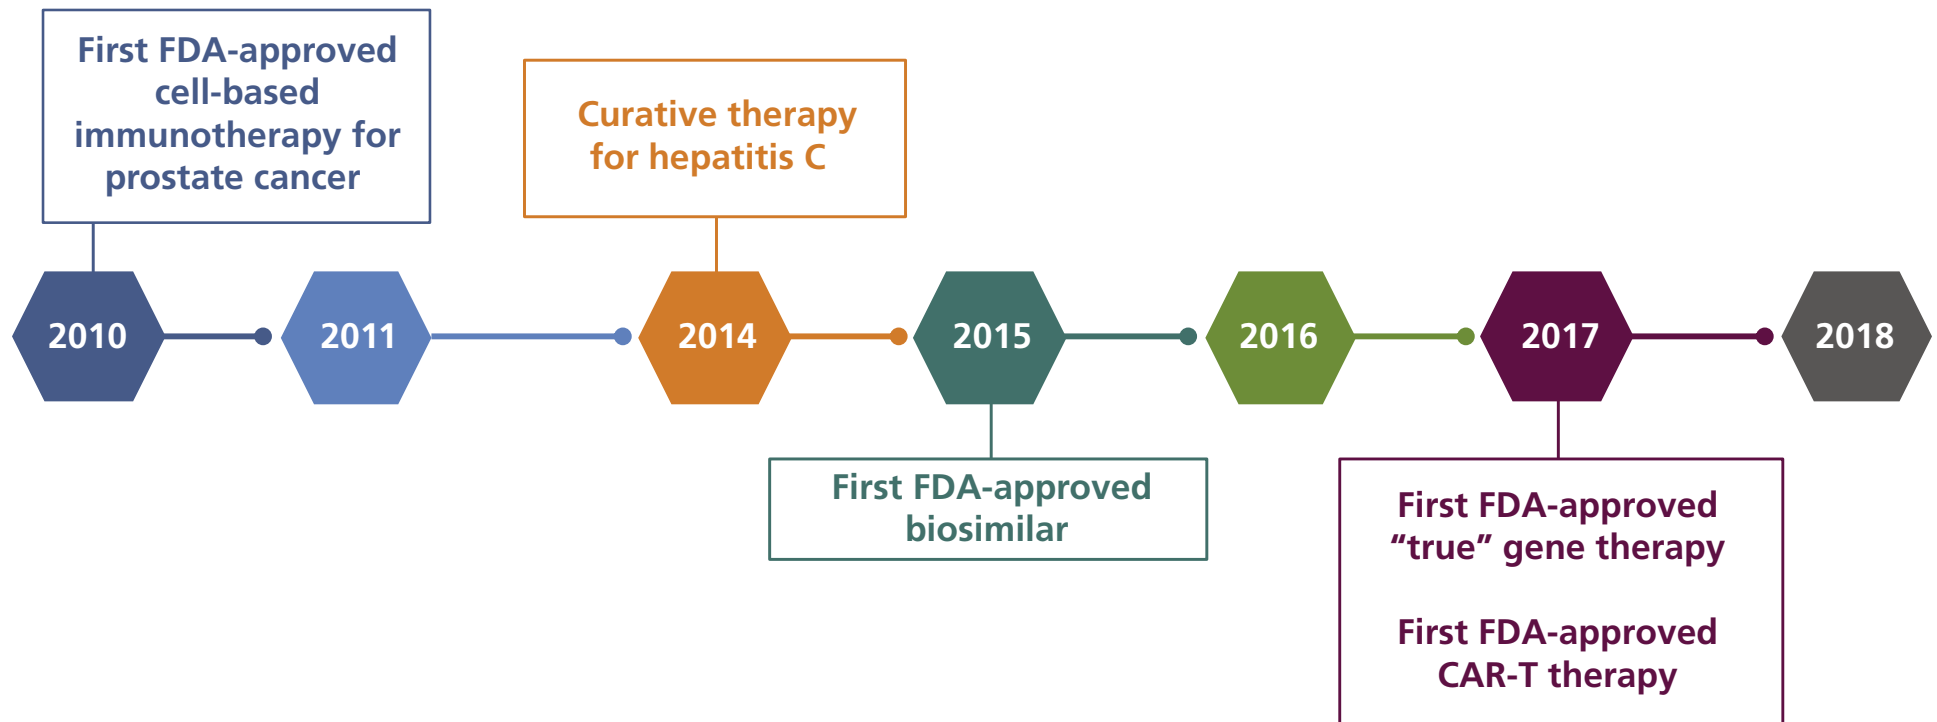 First FDA-approved
cell-based
immunotherapy for
prostate cancer
Curative therapy
for hepatitis C
2010
2011
2014
2015
2016
2017
2018
First FDA-approved
biosimilar
First FDA-approved
“true” gene therapy
First FDA-approved
CAR-T therapy